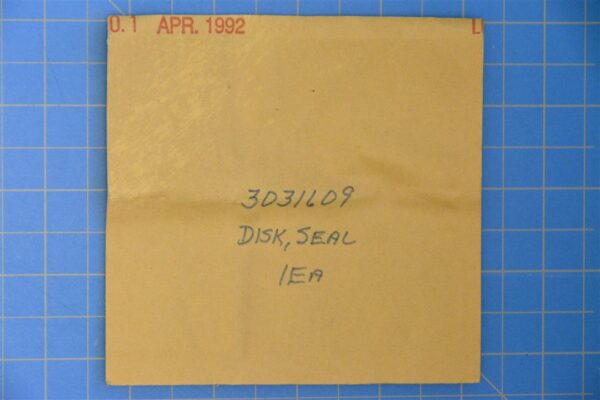 0.1 APR. 1992
3031609
DISK, SEAL
1EA